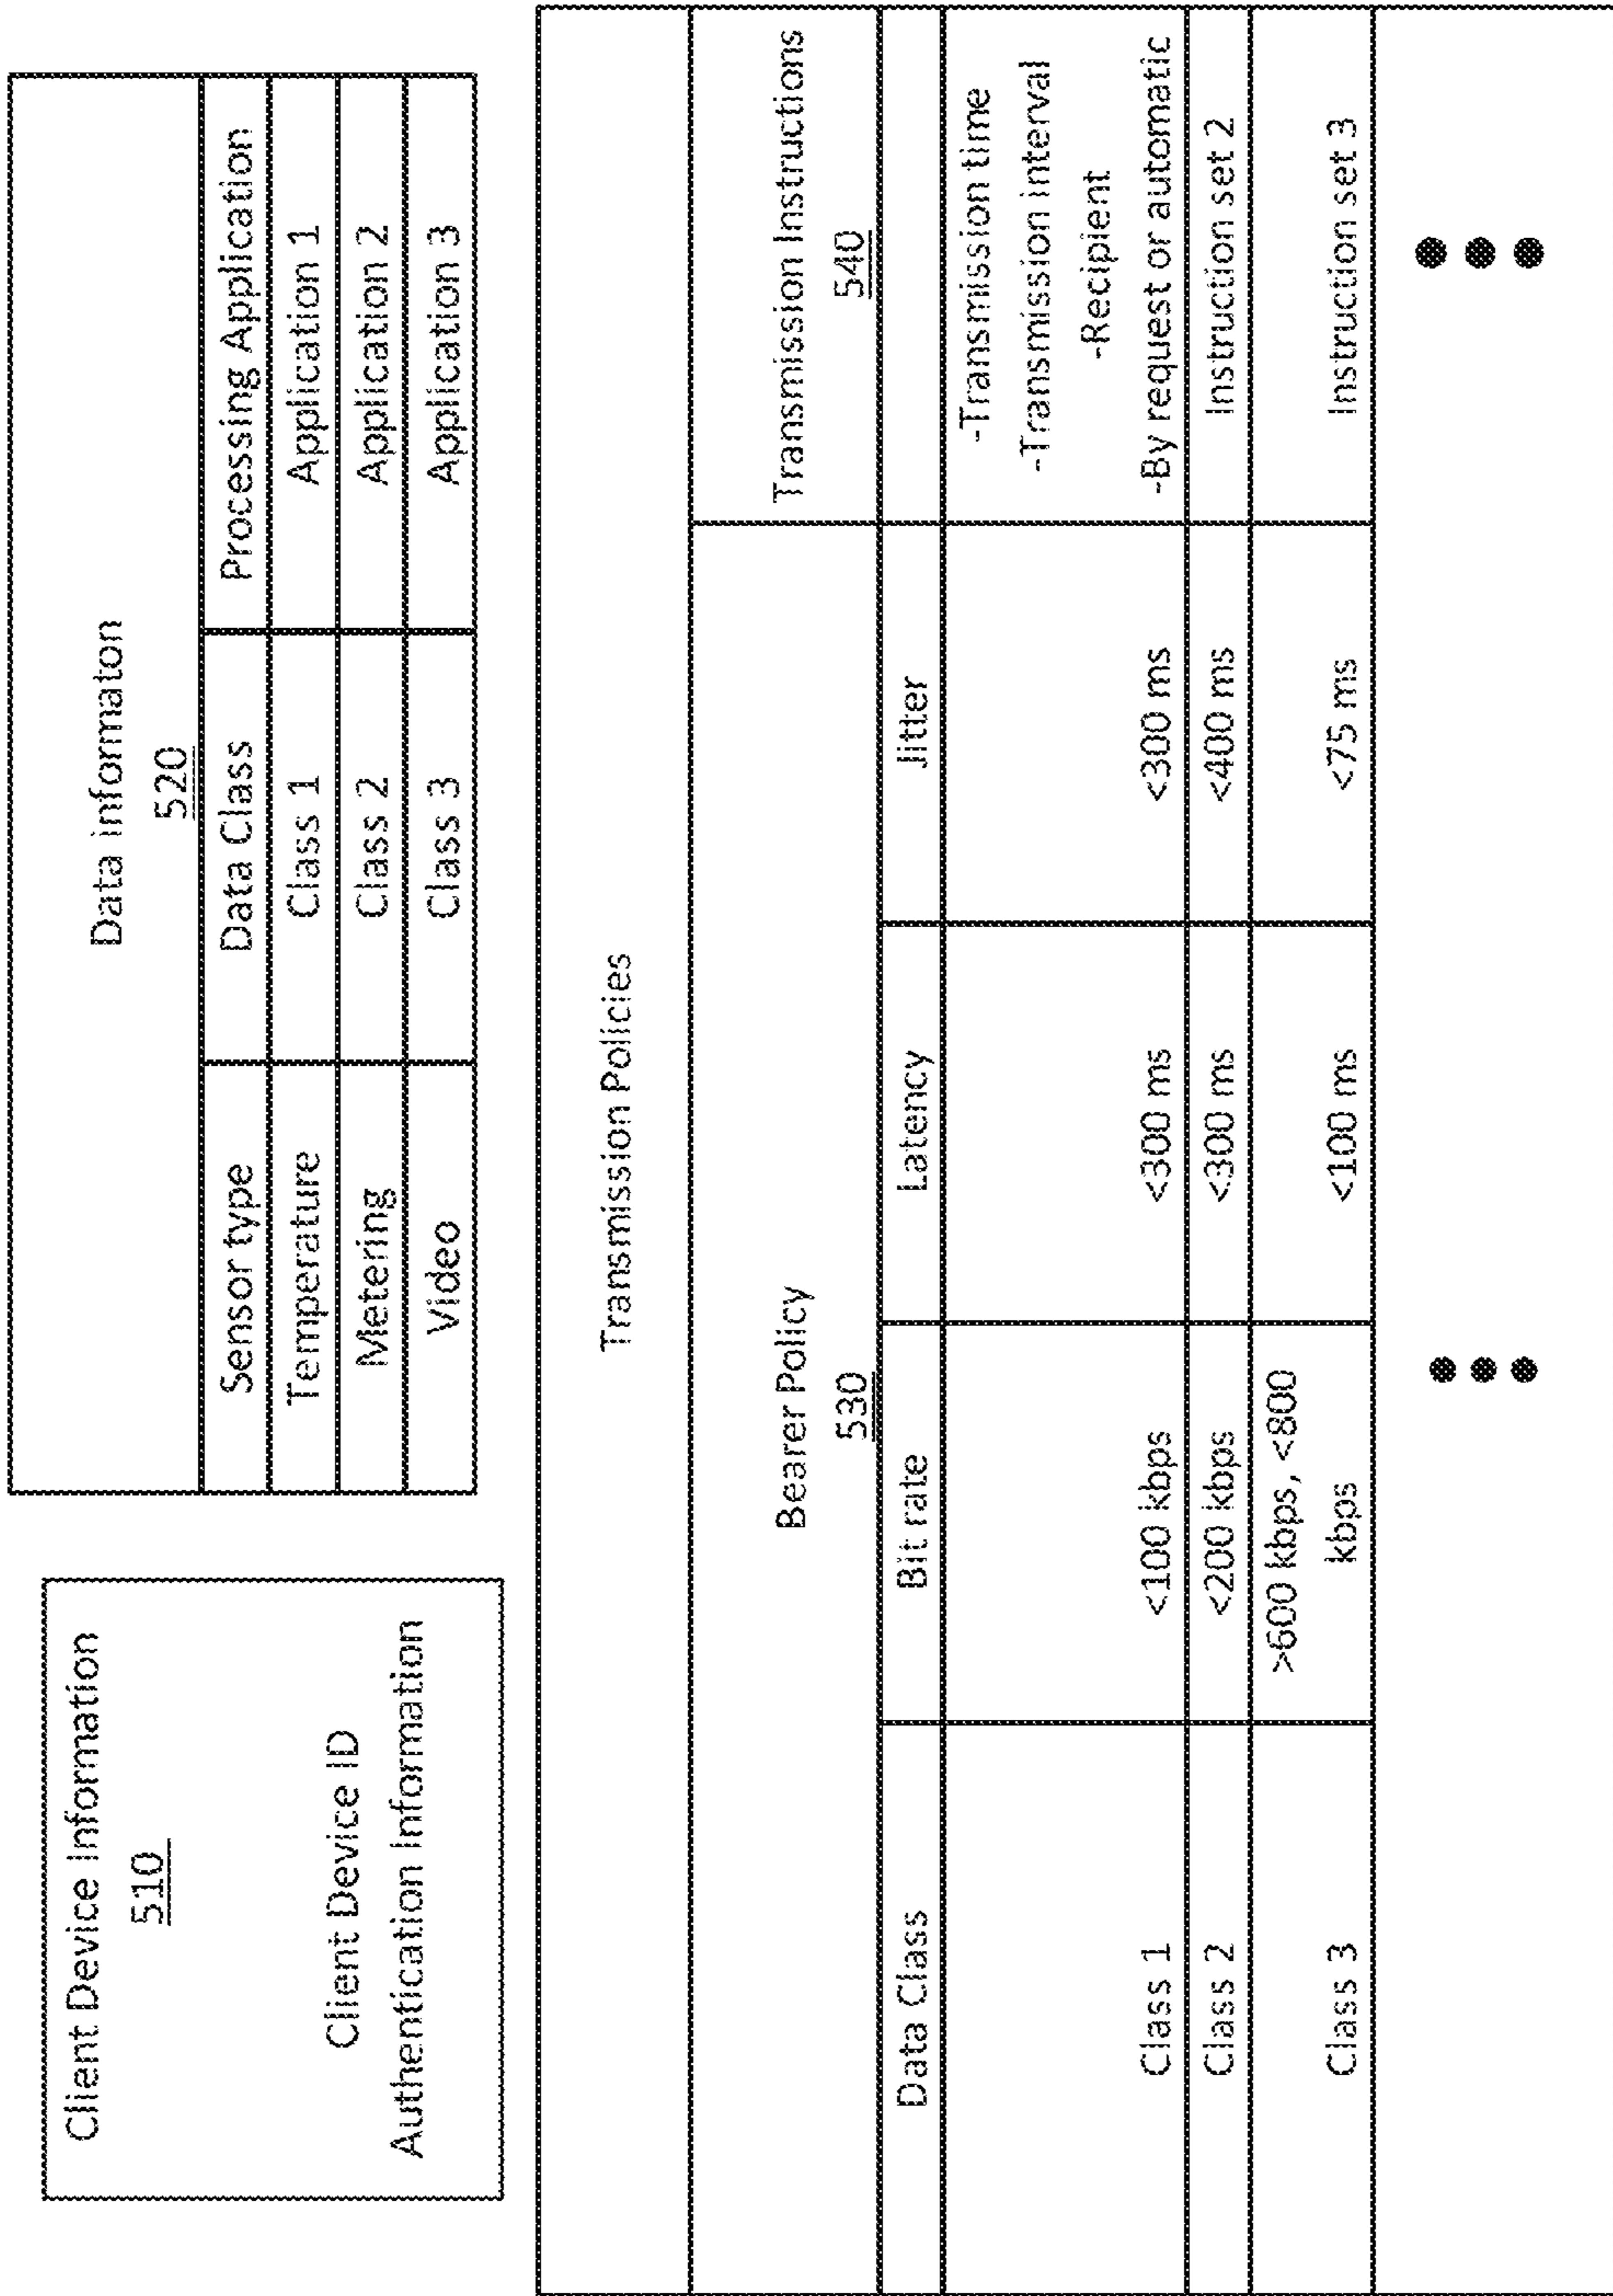 Client Device Information
510
Client Device ID
Authentication Information
Data informaton
520
Sensor type Data Class Processing Application
Temperature Class 1 Application 1
Metering Class 2 Application 2
Video Class 3 Application 3
Transmission Policies
Bearer Policy
530
Transmission Instructions
540
Data Class Bit rate Latency Jitter
-Transmission time
-Transmission interval
-Recipient
Class 1 <100 kbps <300 ms <300 ms -By request or automatic
Class 2 <200 kbps <300 ms <400 ms Instruction set 2
>600 kbps, <800
Class 3 kbps <100 ms <75 ms Instruction set 3